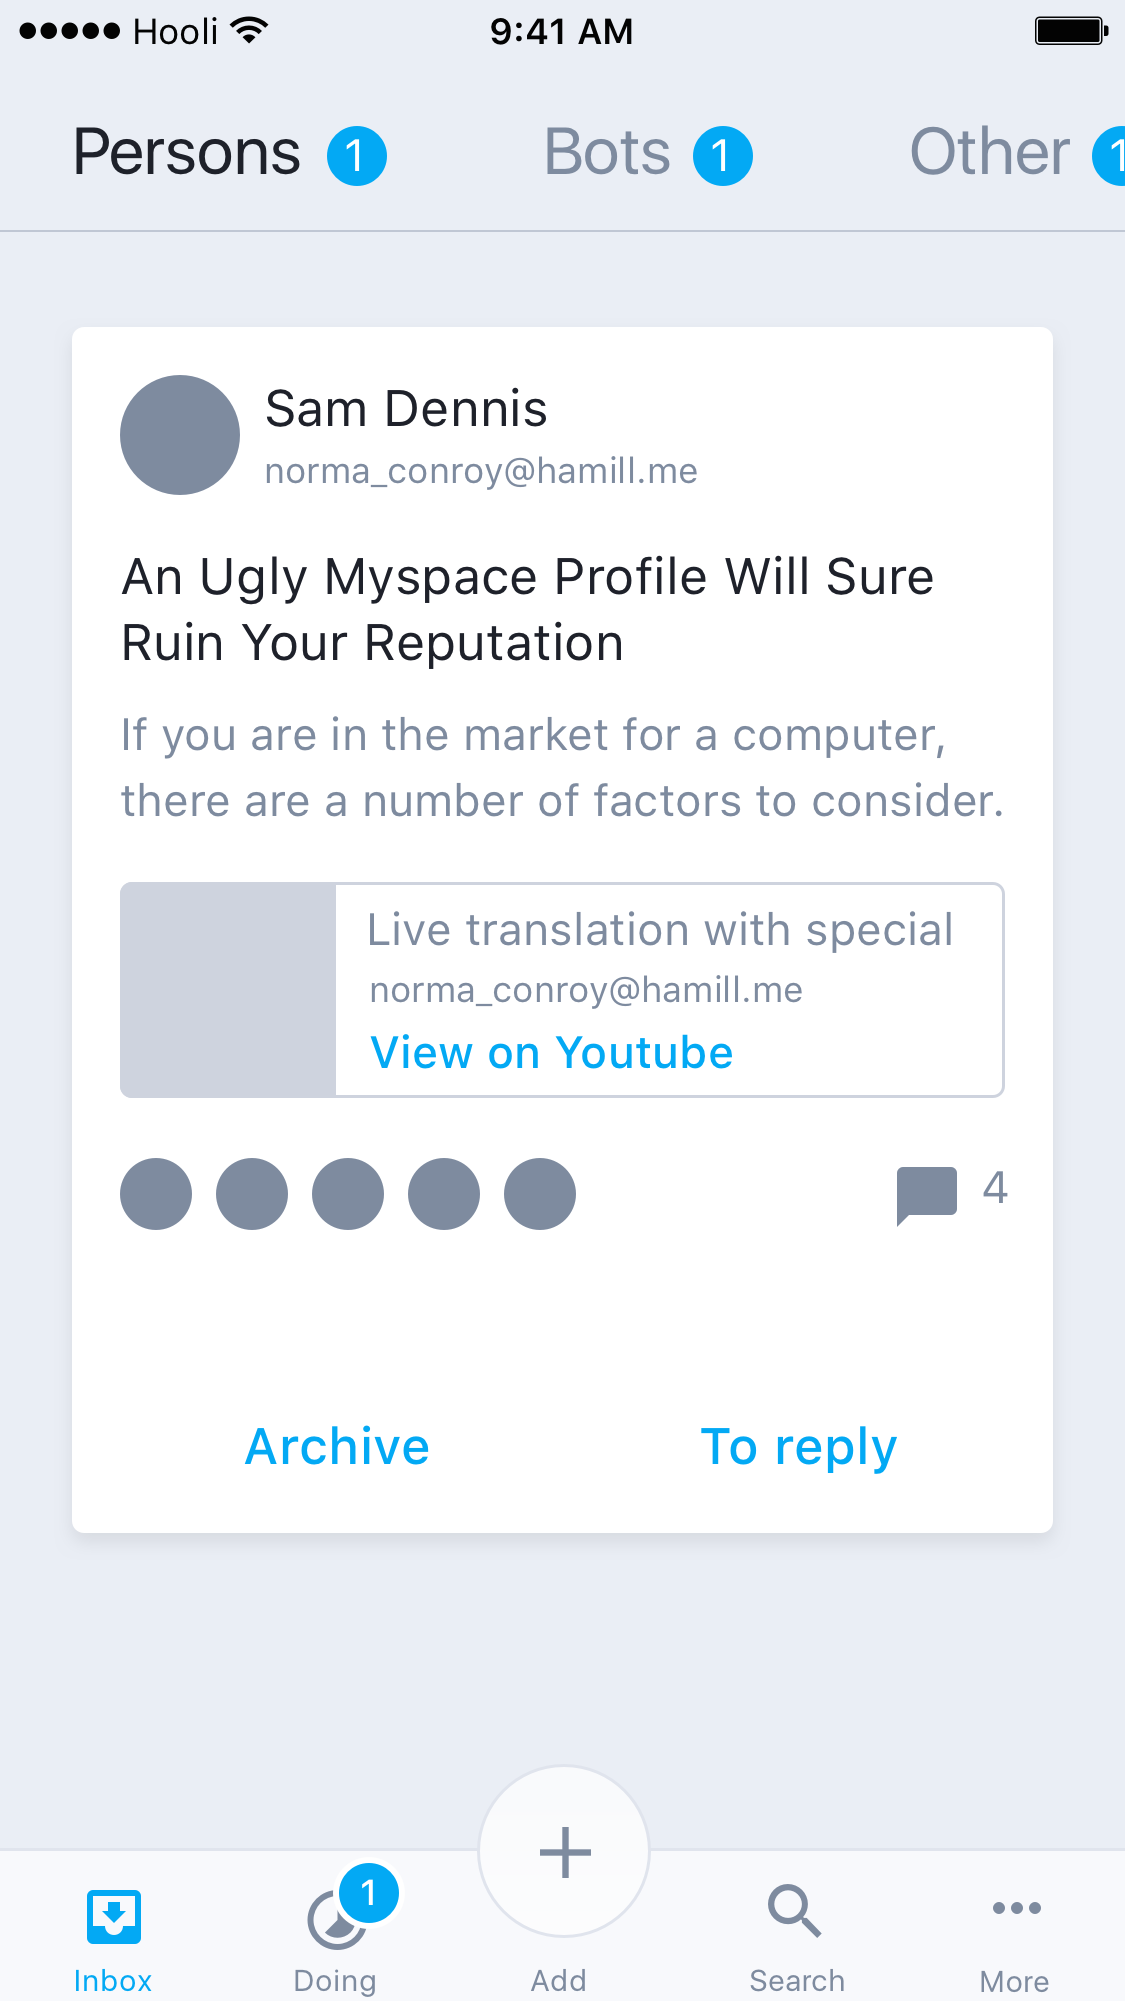 Hooli 9:41 AM
Persons 1 Bots 1 Other 1
Sam Dennis
norma_conroy@hamill.me
An Ugly Myspace Profile Will Sure
Ruin Your Reputation
If you are in the market for a computer,
there are a number of factors to consider.
Live translation with special
norma_conroy@hamill.me
View on Youtube
4
Archive To reply
1
Inbox Doing Add Search More